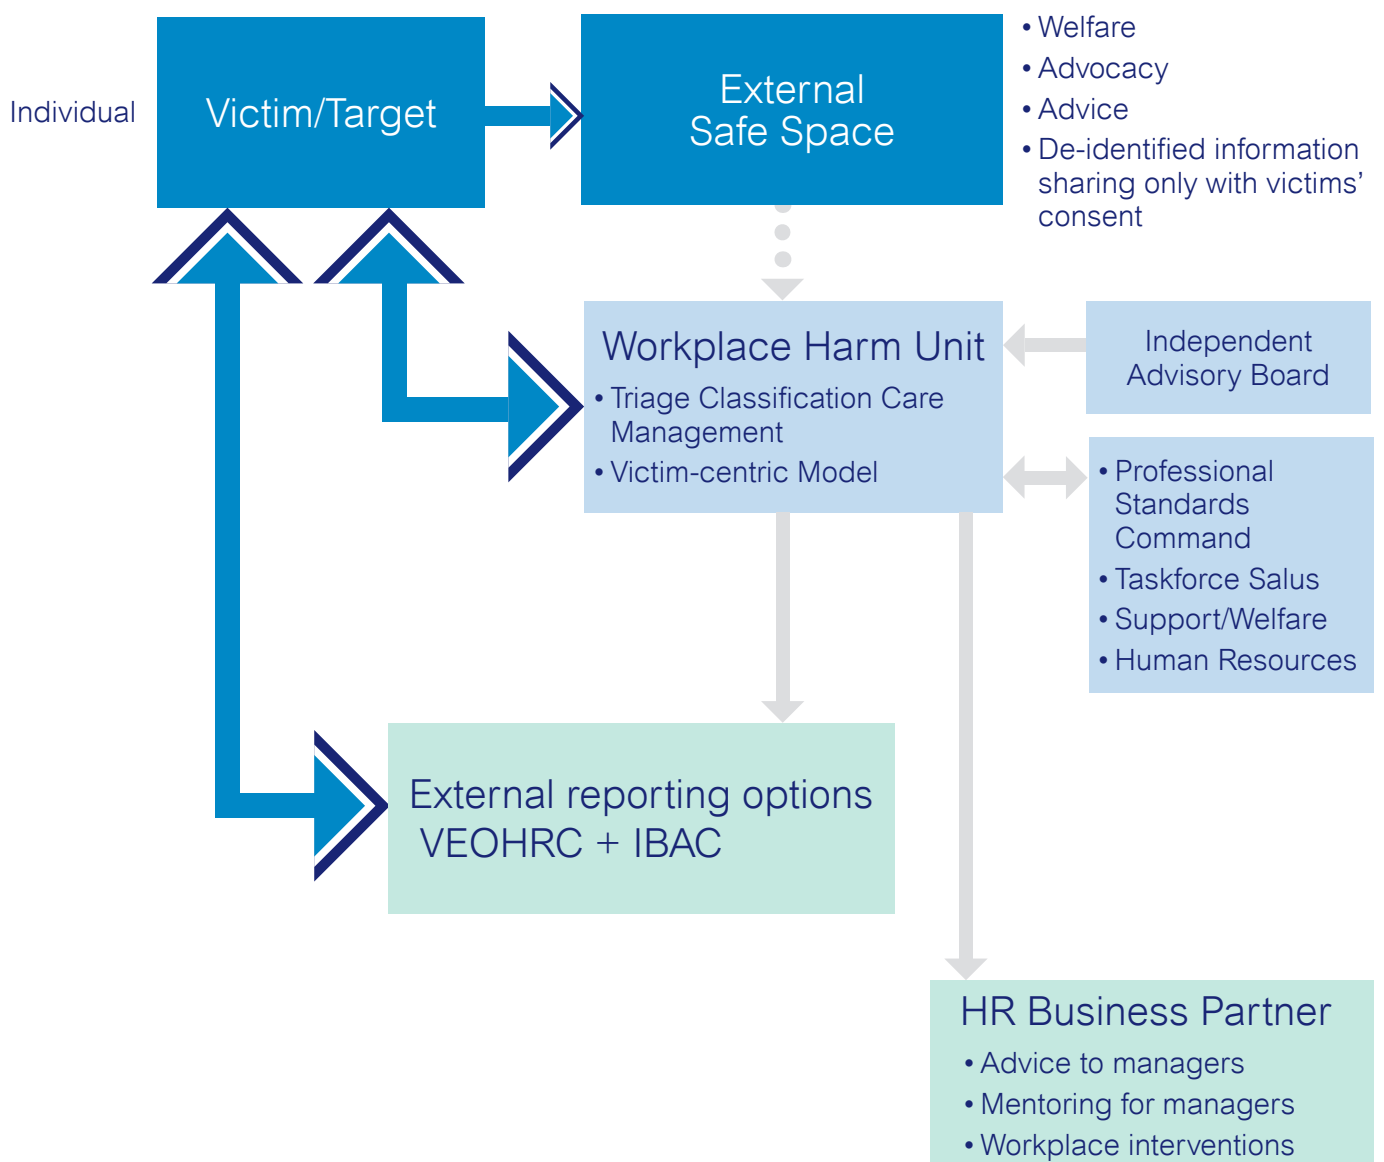 Individual
Victim/Target
External
Safe Space
• Welfare
• Advocacy
• Advice
• De-identified information
sharing only with victims’
consent
Workplace Harm Unit
• Triage Classification Care
Management
• Victim-centric Model
Independent
Advisory Board
• Professional
Standards
Command
• Taskforce Salus
• Support/Welfare
• Human Resources
External reporting options
VEOHRC + IBAC
HR Business Partner
• Advice to managers
• Mentoring for managers
• Workplace interventions